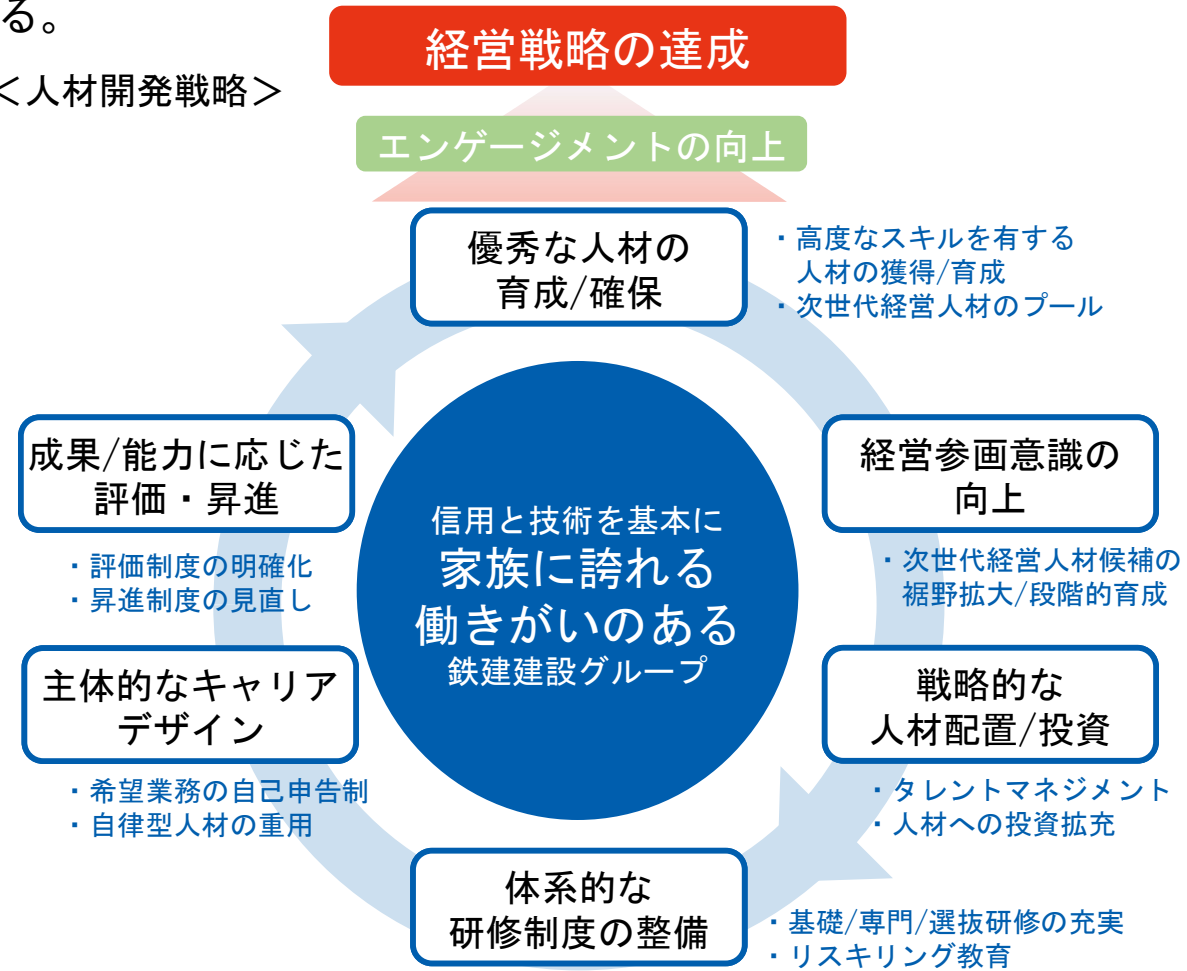 る。
＜人材開発戦略＞
経営戦略の達成
エンゲージメントの向上
優秀な人材の
育成/確保
・高度なスキルを有する
人材の獲得/育成
・次世代経営人材のプール
経営参画意識の
向上
・次世代経営人材候補の
裾野拡大/段階的育成
戦略的な
人材配置/投資
・タレントマネジメント
・人材への投資拡充
体系的な
研修制度の整備
・基礎/専門/選抜研修の充実
・リスキリング教育
主体的なキャリア
デザイン
・希望業務の自己申告制
・自律型人材の重用
成果/能力に応じた
評価・昇進
・評価制度の明確化
・昇進制度の見直し
信用と技術を基本に
家族に誇れる
働きがいのある
鉄建建設グループ